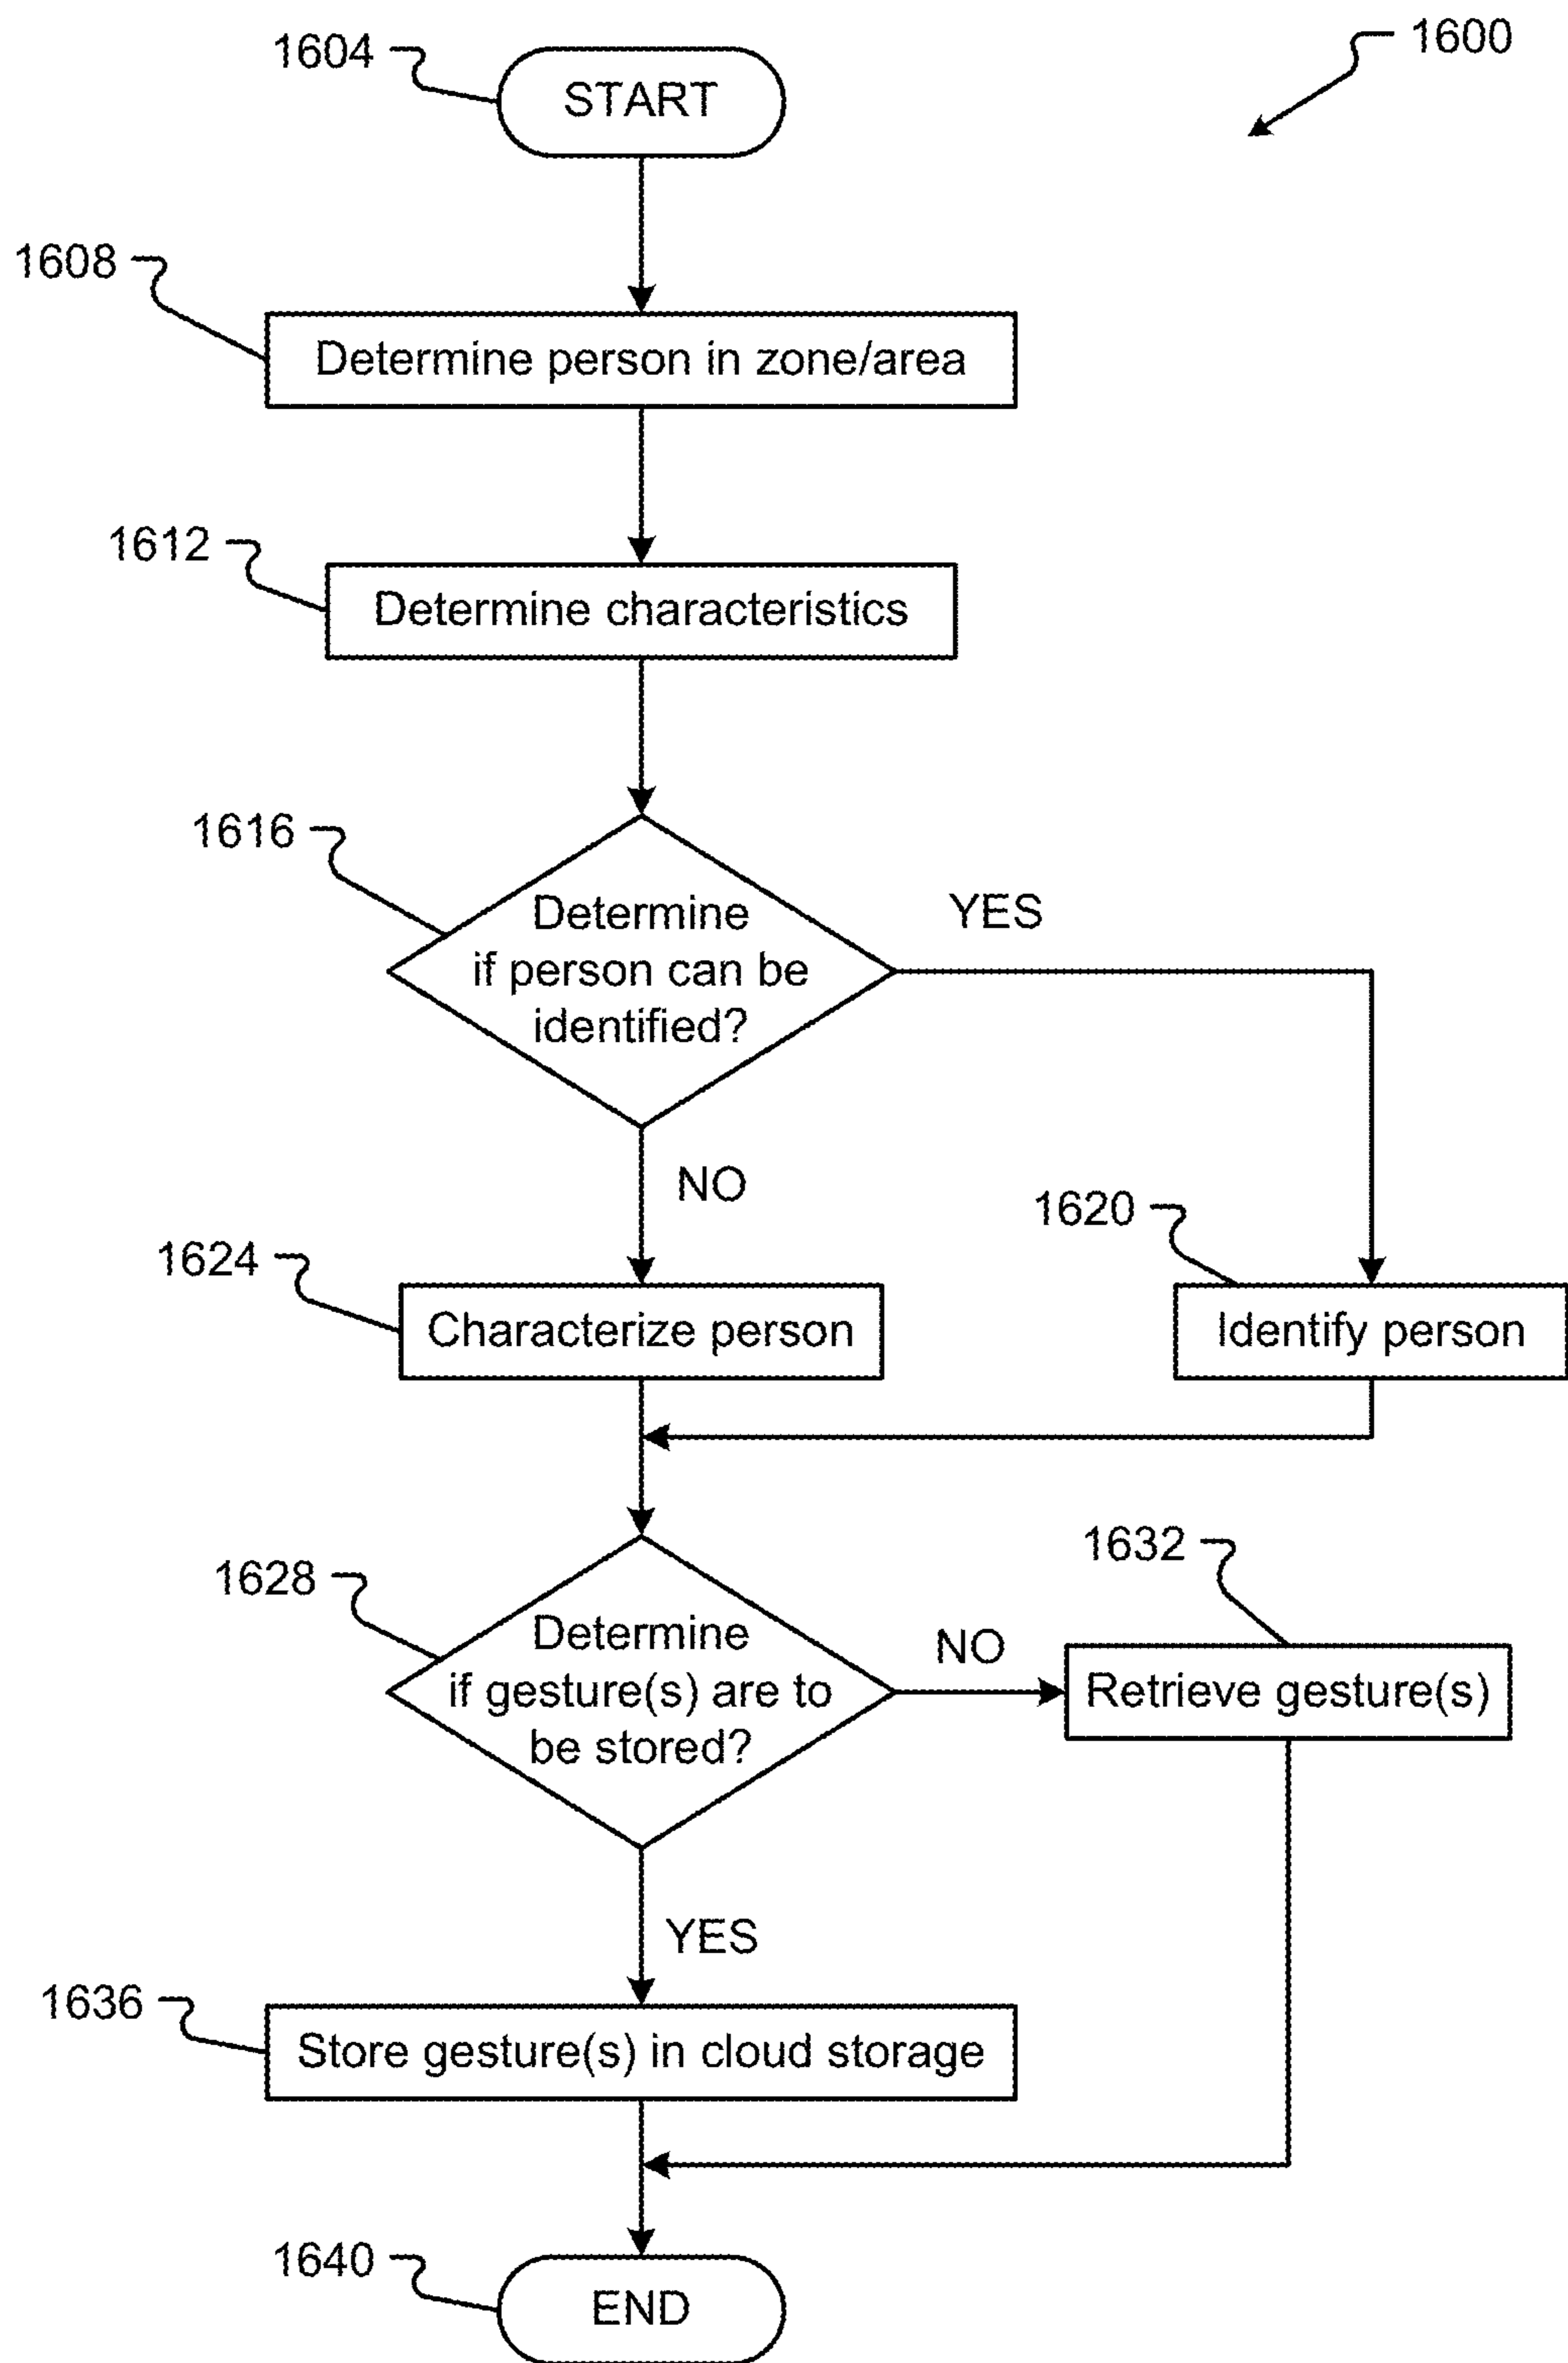 1600
1604
START
1608
Determine person in zone/area
1612
Determine characteristics
1616
Determine
if person can be
identified?
YES
NO
1620
1624
Characterize person
Identify person
1628
1632
Determine
if gesture(s) are to
be stored?
NO
Retrieve gesture(s)
YES
1636
Store gesture(s) in cloud storage
1640
END